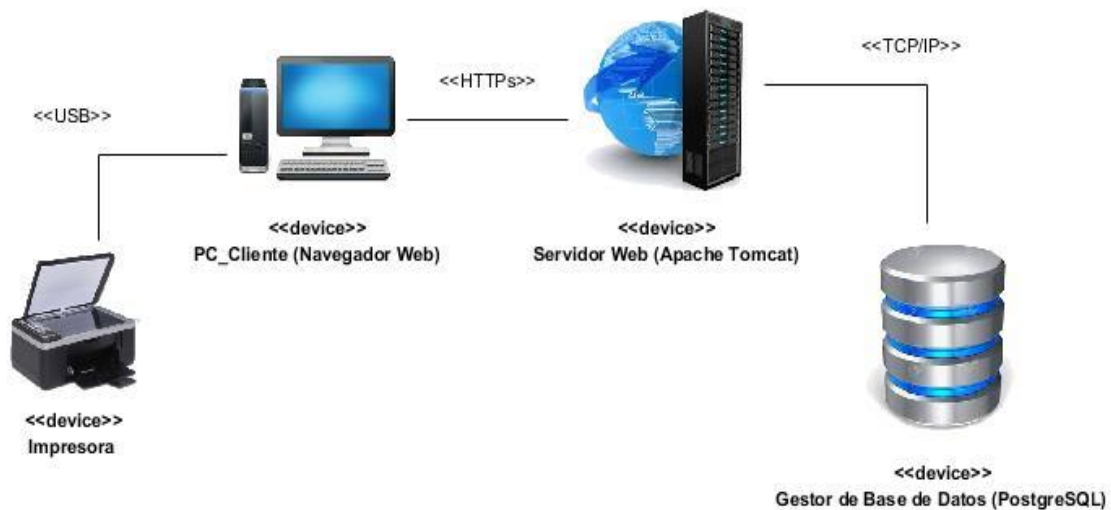 <<TCP/IP>>
<<HTTPs>>
<<USB>>
<<device>>
PC_Cliente (Navegador Web)
<<device>>
Servidor Web (Apache Tomcat)
<<device>>
Impresora
<<device>>
Gestor de Base de Datos (PostgreSQL)